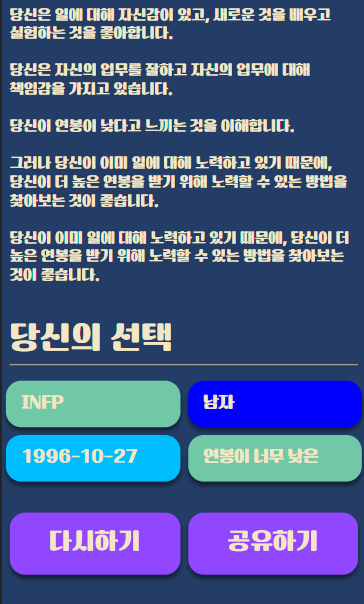 당신은 일에 대해 자신감이 있고, 새로운 것을 배우고
실험하는 것을 좋아합니다.
당신은 자신의 업무를 잘하고 자신의 업무에 대해
책임감을 가지고 있습니다.
당신이 연봉이 낮다고 느끼는 것을 이해합니다.
그러나 당신이 이미 일에 대해 노력하고 있기 때문에,
당신이 더 높은 연봉을 받기 위해 노력할 수 있는 방법을
찾아보는 것이 좋습니다.
당신이 이미 일에 대해 노력하고 있기 때문에, 당신이 더
높은 연봉을 받기 위해 노력할 수 있는 방법을 찾아보는
것이 좋습니다.
당신의 선택
INFP 남자
1996-10-27 연봉이 너무 낮은
다시하기 공유하기